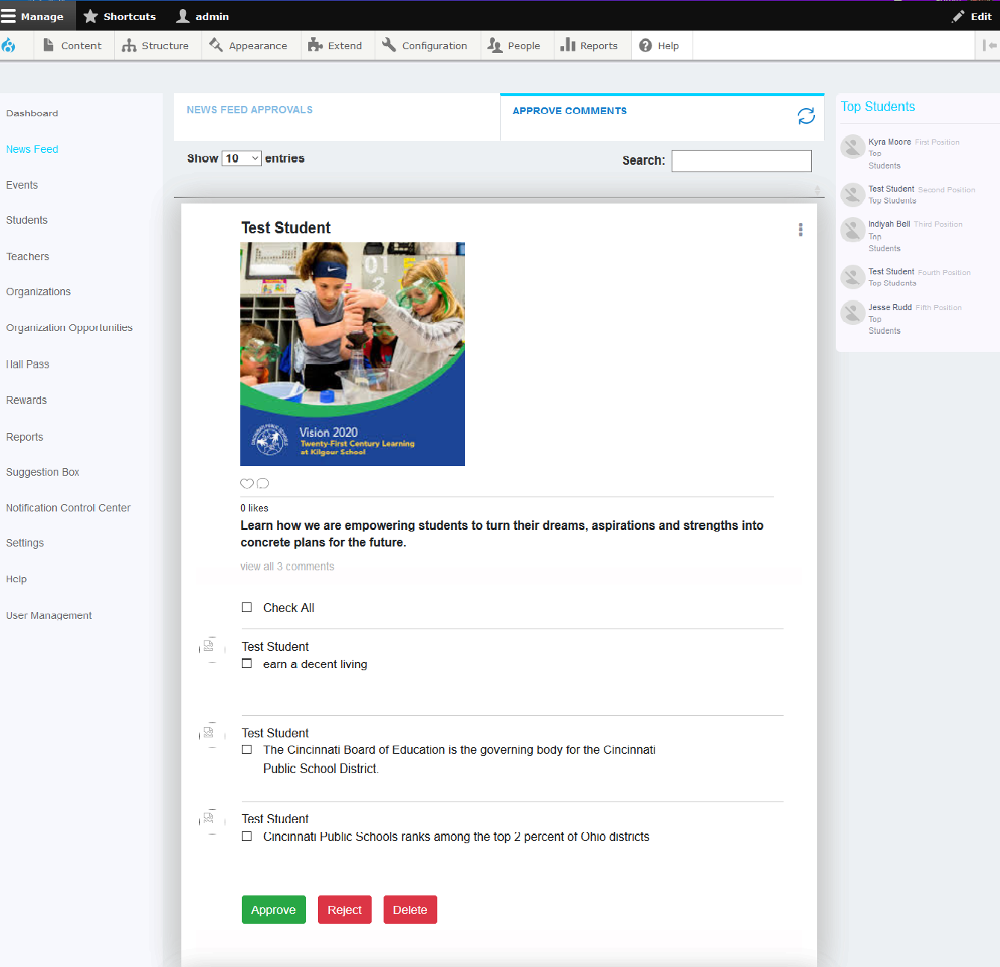 Manage Shortcuts admin Edit
Content Structure Appearance Extend Configuration People Reports Help
Dashboard
News Feed
Events
Students
Teachers
Organizations
Organization Opportunities
Hall Pass
Rewards
Reports
Suggestion Box
Notification Control Center
Settings
Help
User Management
NEWS FEED APPROVALS
APPROVE COMMENTS
Show 10 entries
Search:
Test Student
Vision 2020
Twenty-First Century Learning
at Kilgour School
0 likes
Learn how we are empowering students to turn their dreams, aspirations and strengths into
concrete plans for the future.
view all 3 comments
Check All
Test Student
earn a decent living
Test Student
The Cincinnati Board of Education is the governing body for the Cincinnati
Public School District.
Test Student
Cincinnati Public Schools ranks among the top 2 percent of Ohio districts
Approve Reject Delete
Top Students
Kyra Moore First Position
Top
Students
Test Student Second Position
Top Students
Indiyah Bell Third Position
Top
Students
Test Student Fourth Position
Top Students
Jesse Rudd Fifth Position
Top
Students